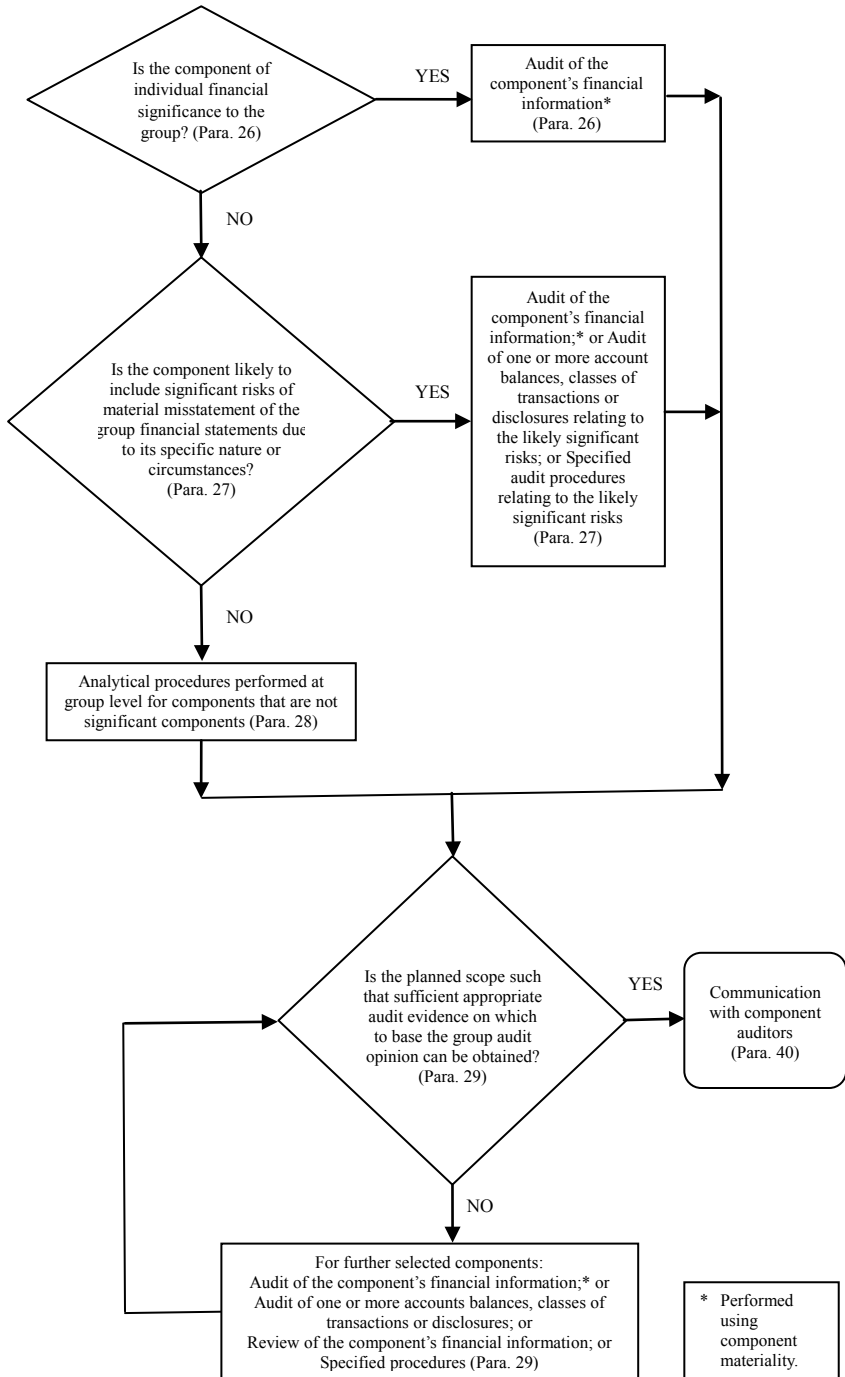 Is the component of
individual financial
significance to the
group? (Para. 26)
YES
Audit of the
component's financial
information*
(Para. 26)
NO
Is the component likely to
include significant risks of
material misstatement of the
group financial statements due
to its specific nature or
circumstances?
(Para. 27)
YES
Audit of the
component's financial
information;* or Audit
of one or more account
balances, classes of
transactions or
disclosures relating to
the likely significant
risks; or Specified
audit procedures
relating to the likely
significant risks
(Para. 27)
NO
Analytical procedures performed at
group level for components that are not
significant components (Para. 28)
Is the planned scope such
that sufficient appropriate
audit evidence on which
to base the group audit
opinion can be obtained?
(Para. 29)
YES
Communication
with component
auditors
(Para. 40)
NO
For further selected components:
Audit of the component's financial information;* or
Audit of one or more accounts balances, classes of
transactions or disclosures; or
Review of the component's financial information; or
Specified procedures (Para. 29)
* Performed
using
component
materiality.